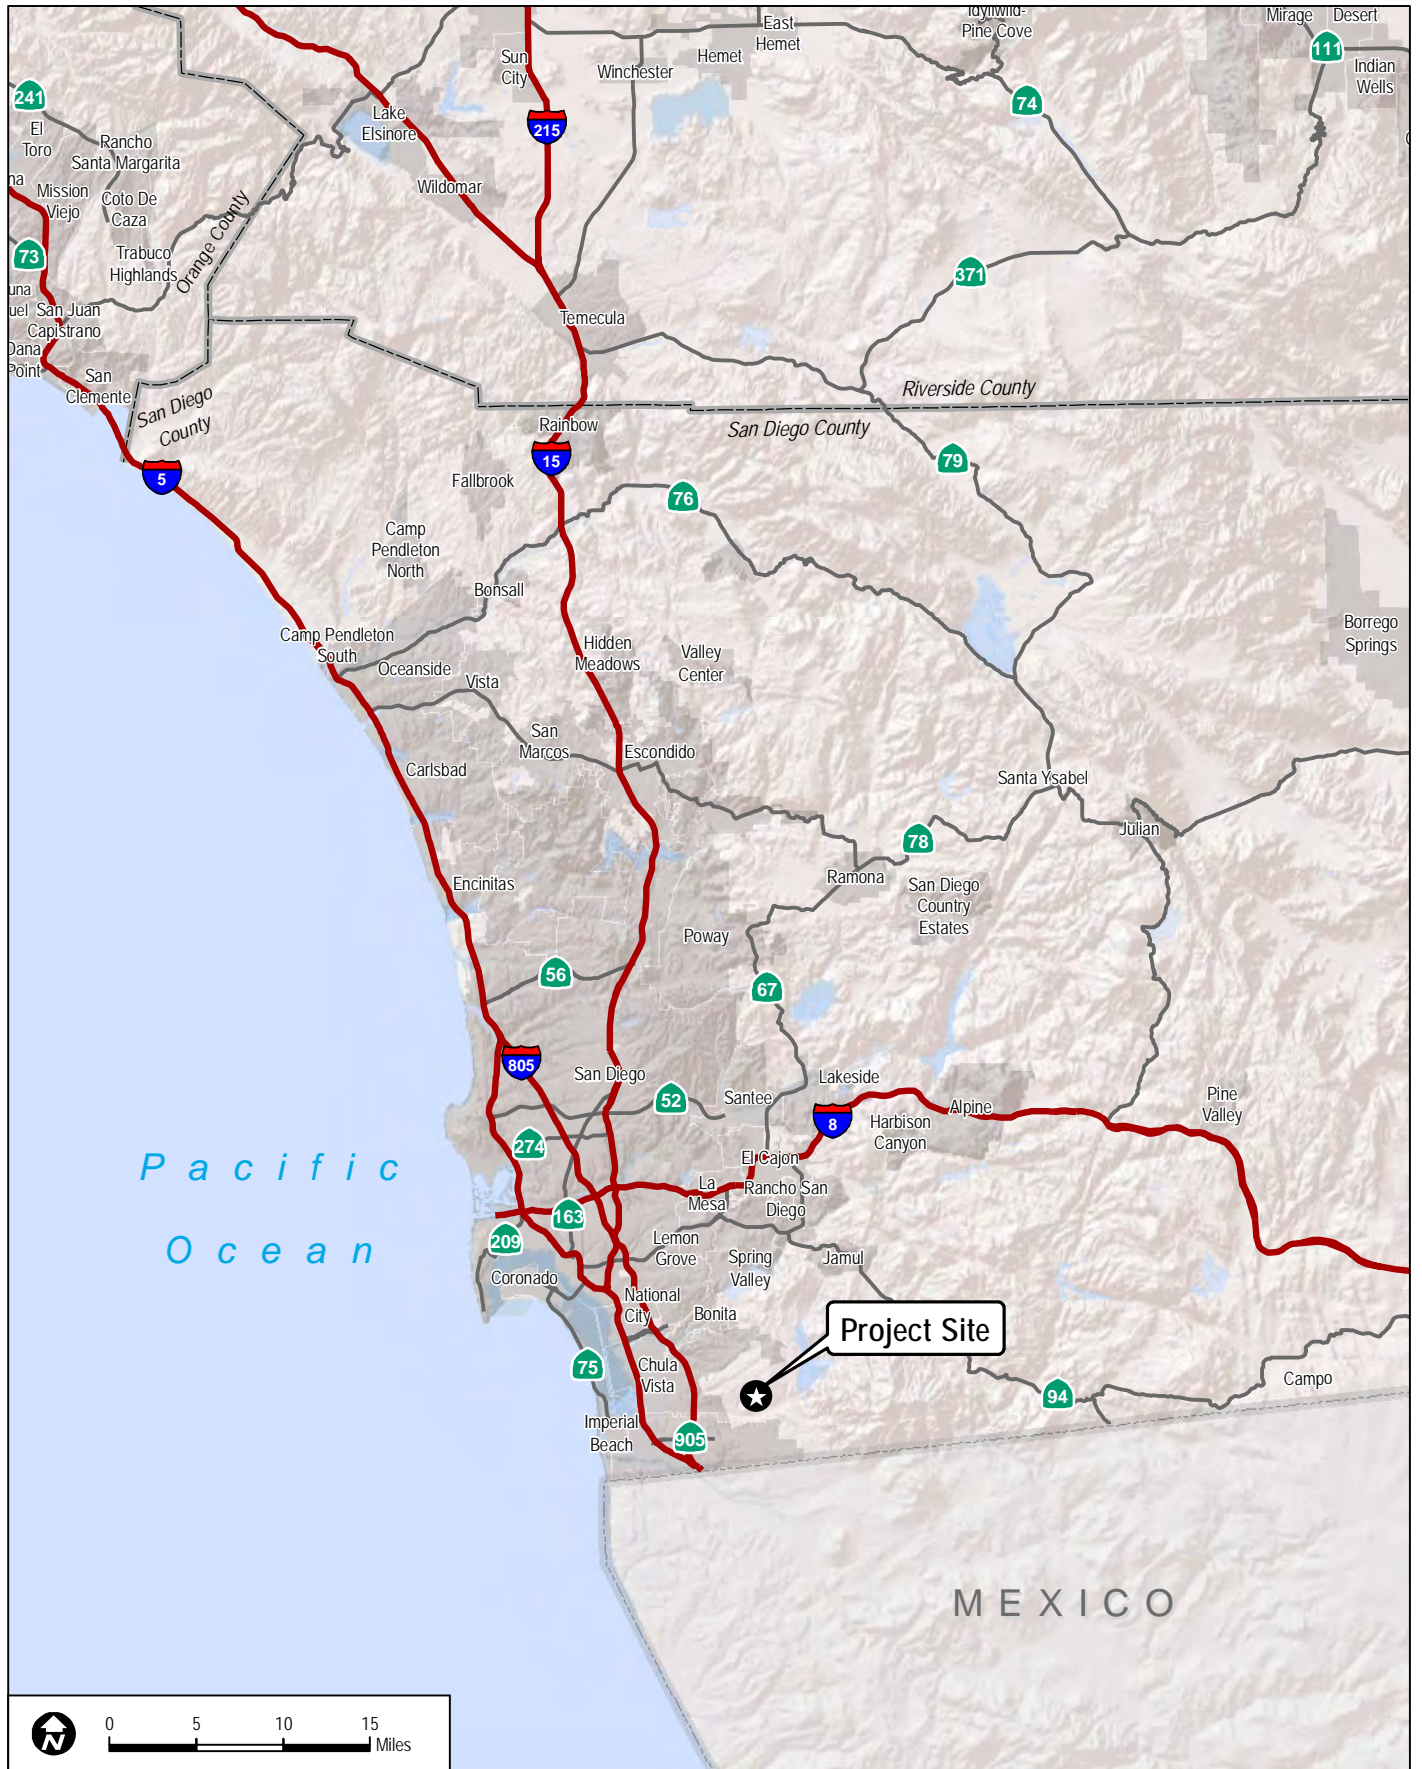 Idyllwild-
Pine Cove
Mirage
Desert
East
Hemet
Hemet
Sun
City
Winchester
111
Indian
Wells
241
74
Lake
Elsinore
215
El
Toro
Rancho
Santa Margarita
na
Mission
Viejo
Coto De
Caza
Wildomar
Orange County
73
Trabuco
Highlands
371
una
uel
San Juan
Capistrano
Temecula
Dana
Point
San
Clemente
Riverside County
San Diego
County
San Diego County
Rainbow
15
79
5
Fallbrook
76
Camp
Pendleton
North
Bonsall
Camp Pendleton
South
Hidden
Meadows
Valley
Center
Borrego
Springs
Oceanside
Vista
San
Marcos
Escondido
Carlsbad
Santa Ysabel
Julian
78
Ramona
Encinitas
San Diego
Country
Estates
Poway
56
67
805
San Diego
Lakeside
52
Santee
8
Alpine
Pine
Valley
Harbison
Canyon
274
El Cajon
Pacific
Ocean
La
Mesa
Rancho San
Diego
163
209
Lemon
Grove
Spring
Valley
Jamul
Coronado
National
City
Bonita
Project Site
75
Chula
Vista
94
Campo
Imperial
Beach
905
MEXICO
N
0 5 10 15
Miles